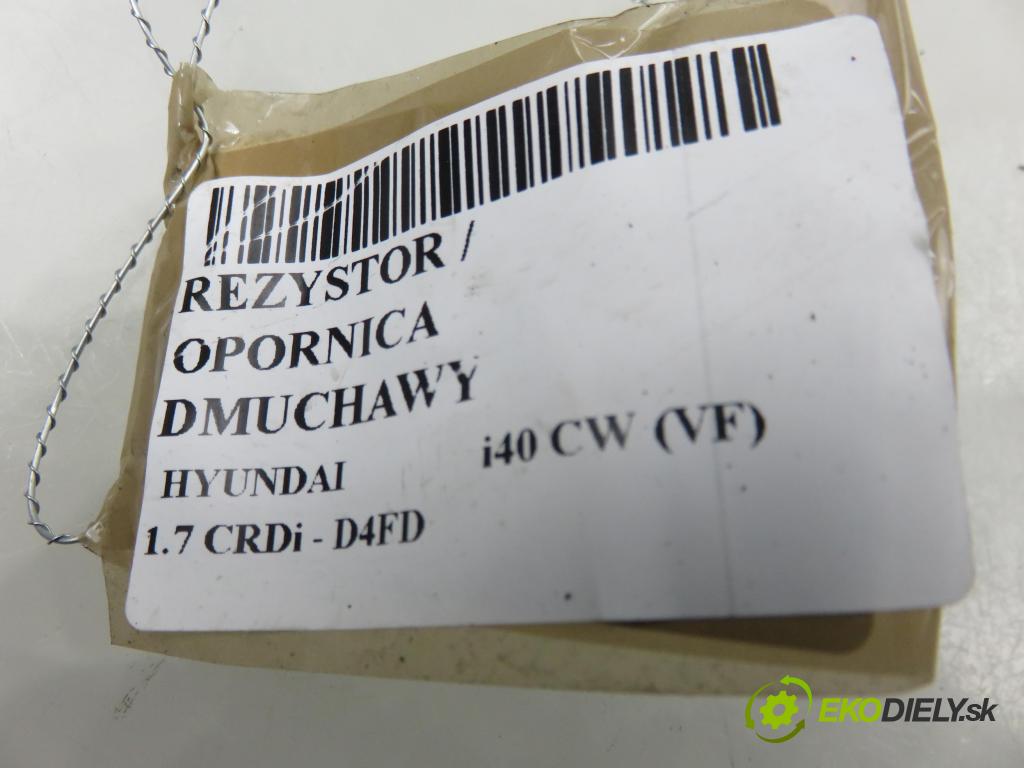 REZYSTOR /
OPORNICA
DMUCHAWY
HYUNDAI i40 CW (VF)
1.7 CRDi - D4FD
EKODIELY.sk